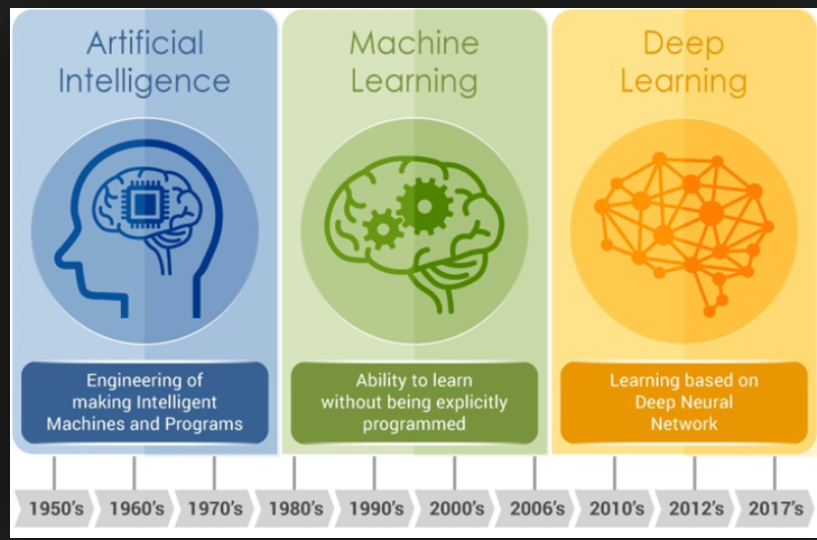 Artificial
Intelligence
Machine
Learning
Deep
Learning
Engineering of
making Intelligent
Machines and Programs
Ability to learn
without being explicitly
programmed
Learning based on
Deep Neural
Network
1950's 1960's 1970's 1980's 1990's 2000's 2006's 2010's 2012's 2017's